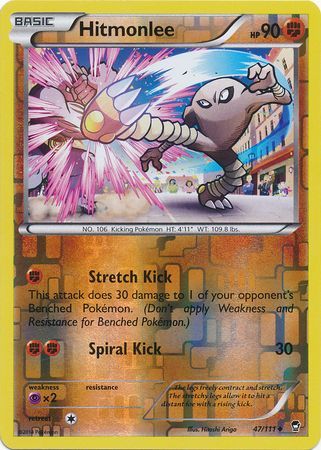 BASIC
Hitmonlee
HP 90
NO. 106 Kicking Pokémon HT: 4'11" WT: 109.8 lbs.
Stretch Kick
This attack does 30 damage to 1 of your opponent's
Benched Pokémon. (Don't apply Weakness and
Resistance for Benched Pokémon.)
Spiral Kick 30
weakness
×2
resistance
retreat
The legs freely contract and stretch.
The stretchy legs allow it to hit a
distant foe with a rising kick.
©2014 Pokémon
Illus. Hitoshi Ariga
47/111